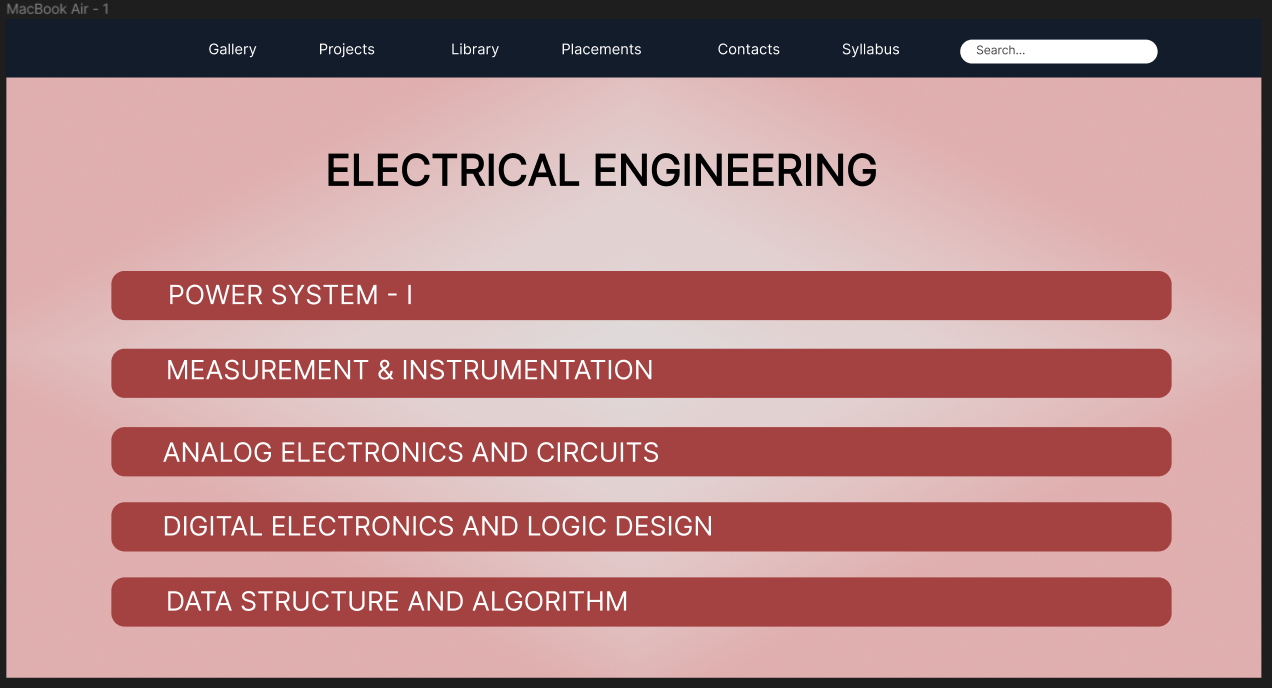 MacBook Air - 1
Gallery Projects Library Placements Contacts Syllabus Search...
ELECTRICAL ENGINEERING
POWER SYSTEM - I
MEASUREMENT & INSTRUMENTATION
ANALOG ELECTRONICS AND CIRCUITS
DIGITAL ELECTRONICS AND LOGIC DESIGN
DATA STRUCTURE AND ALGORITHM